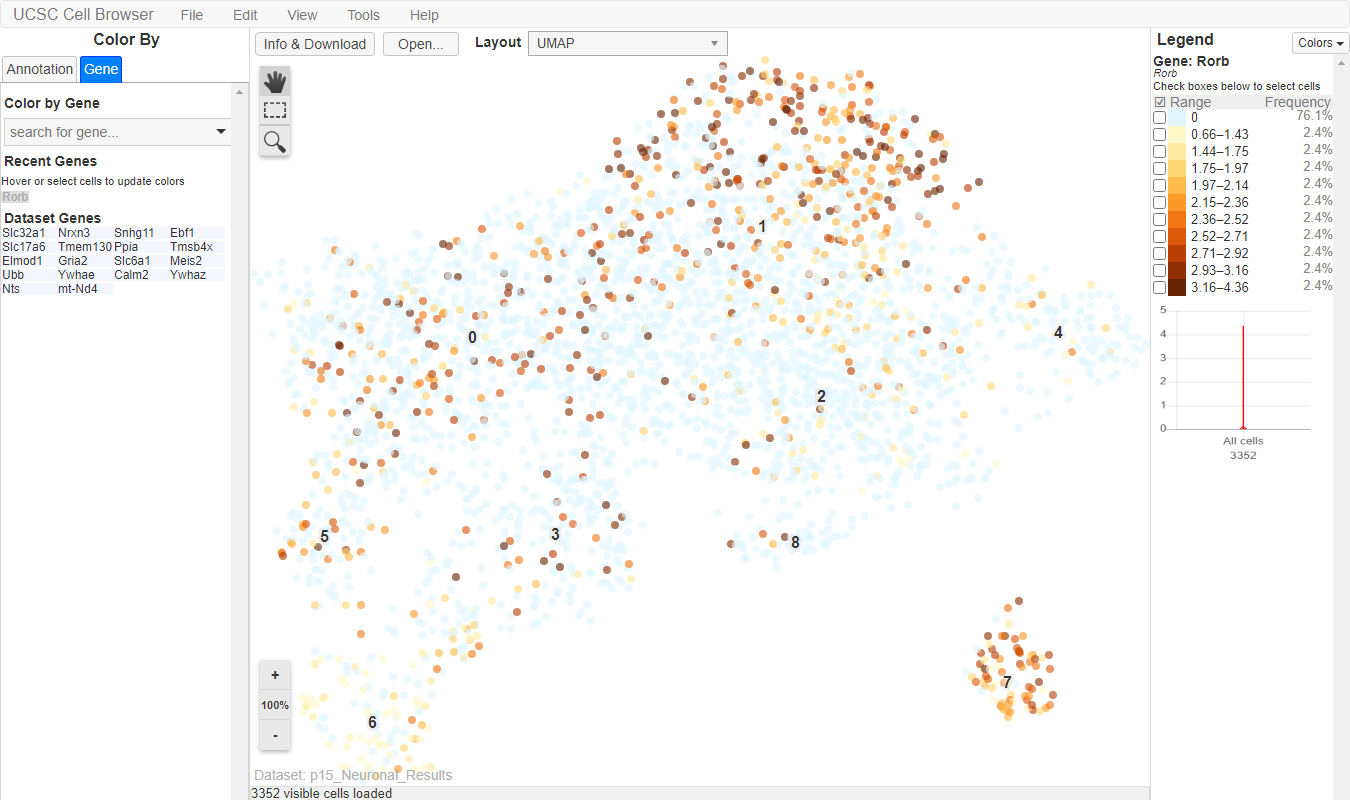 UCSC Cell Browser File Edit View Tools Help
Color By
Annotation Gene
Color by Gene
search for gene...
Recent Genes
Hover or select cells to update colors
Rorb
Dataset Genes
Slc32a1 Nrxn3 Snhg11 Ebf1
Slc17a6 Tmem130 Ppia Tmsb4x
Elmod1 Gria2 Slc6a1 Meis2
Ubb Ywhae Calm2 Ywhaz
Nts mt-Nd4
Info & Download Open... Layout UMAP
1
0
4
2
5
3
8
7
6
+
100%
-
Dataset: p15_Neuronal_Results
3352 visible cells loaded
Legend Colors
Gene: Rorb
Rorb
Check boxes below to select cells
Range Frequency
0 76.1%
0.66–1.43 2.4%
1.44–1.75 2.4%
1.75–1.97 2.4%
1.97–2.14 2.4%
2.15–2.36 2.4%
2.36–2.52 2.4%
2.52–2.71 2.4%
2.71–2.92 2.4%
2.93–3.16 2.4%
3.16–4.36 2.4%
5
4
3
2
1
0
All cells
3352